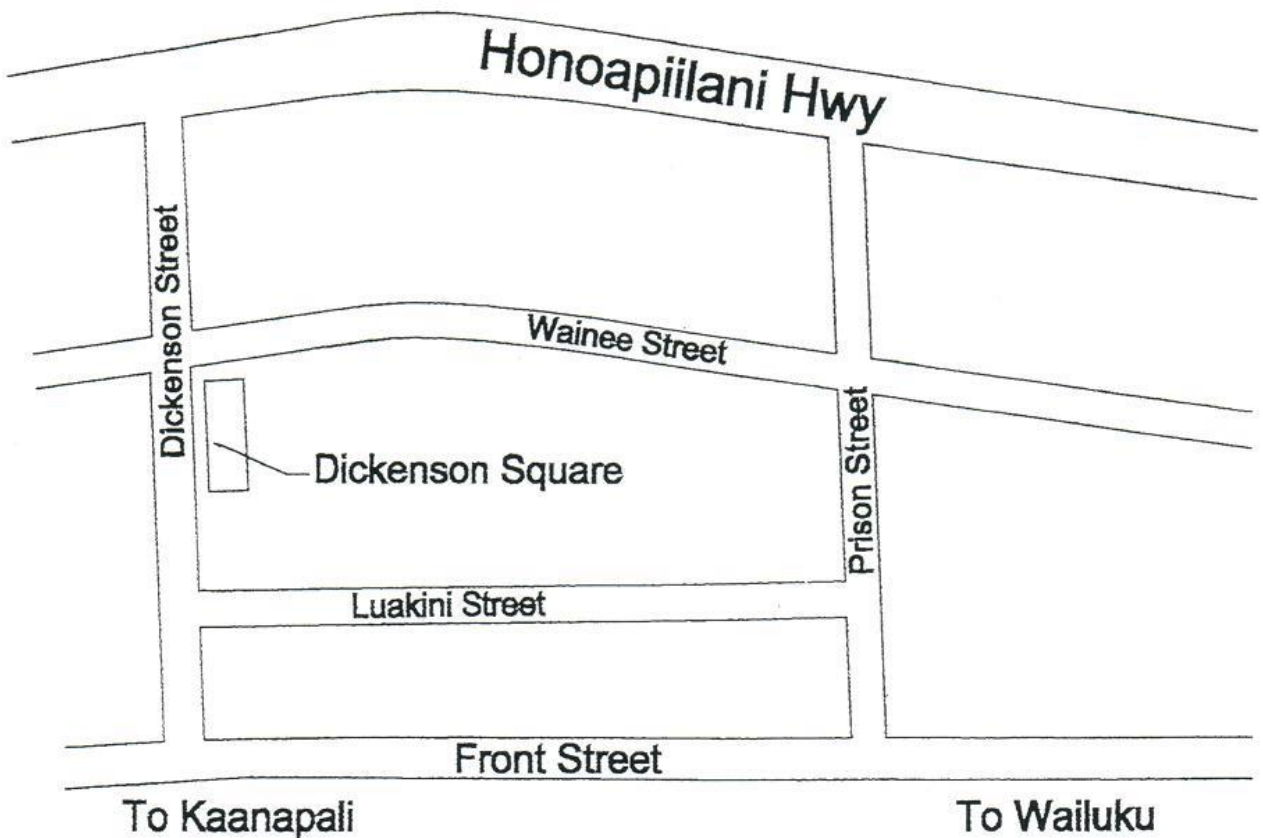 Honoapiilani Hwy
Dickenson Street
Wainee Street
Dickenson Square
Prison Street
Luakini Street
Front Street
To Kaanapali
To Wailuku